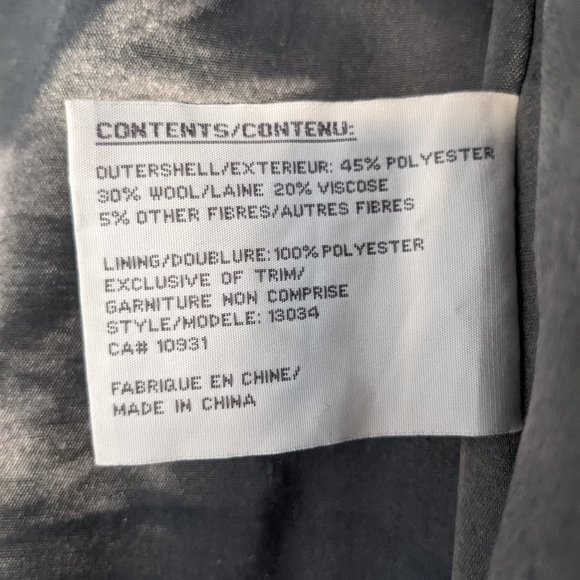 CONTENTS/CONTENU:
OUTERSHELL/EXTERIEUR: 45% POLYESTER
30% WOOL/LAINE 20% VISCOSE
5% OTHER FIBRES/AUTRES FIBRES
LINING/DOUBLURE: 100% POLYESTER
EXCLUSIVE OF TRIM/
GARNITURE NON COMPRISE
STYLE/MODELE: 13034
CA# 10931
FABRIQUE EN CHINE/
MADE IN CHINA